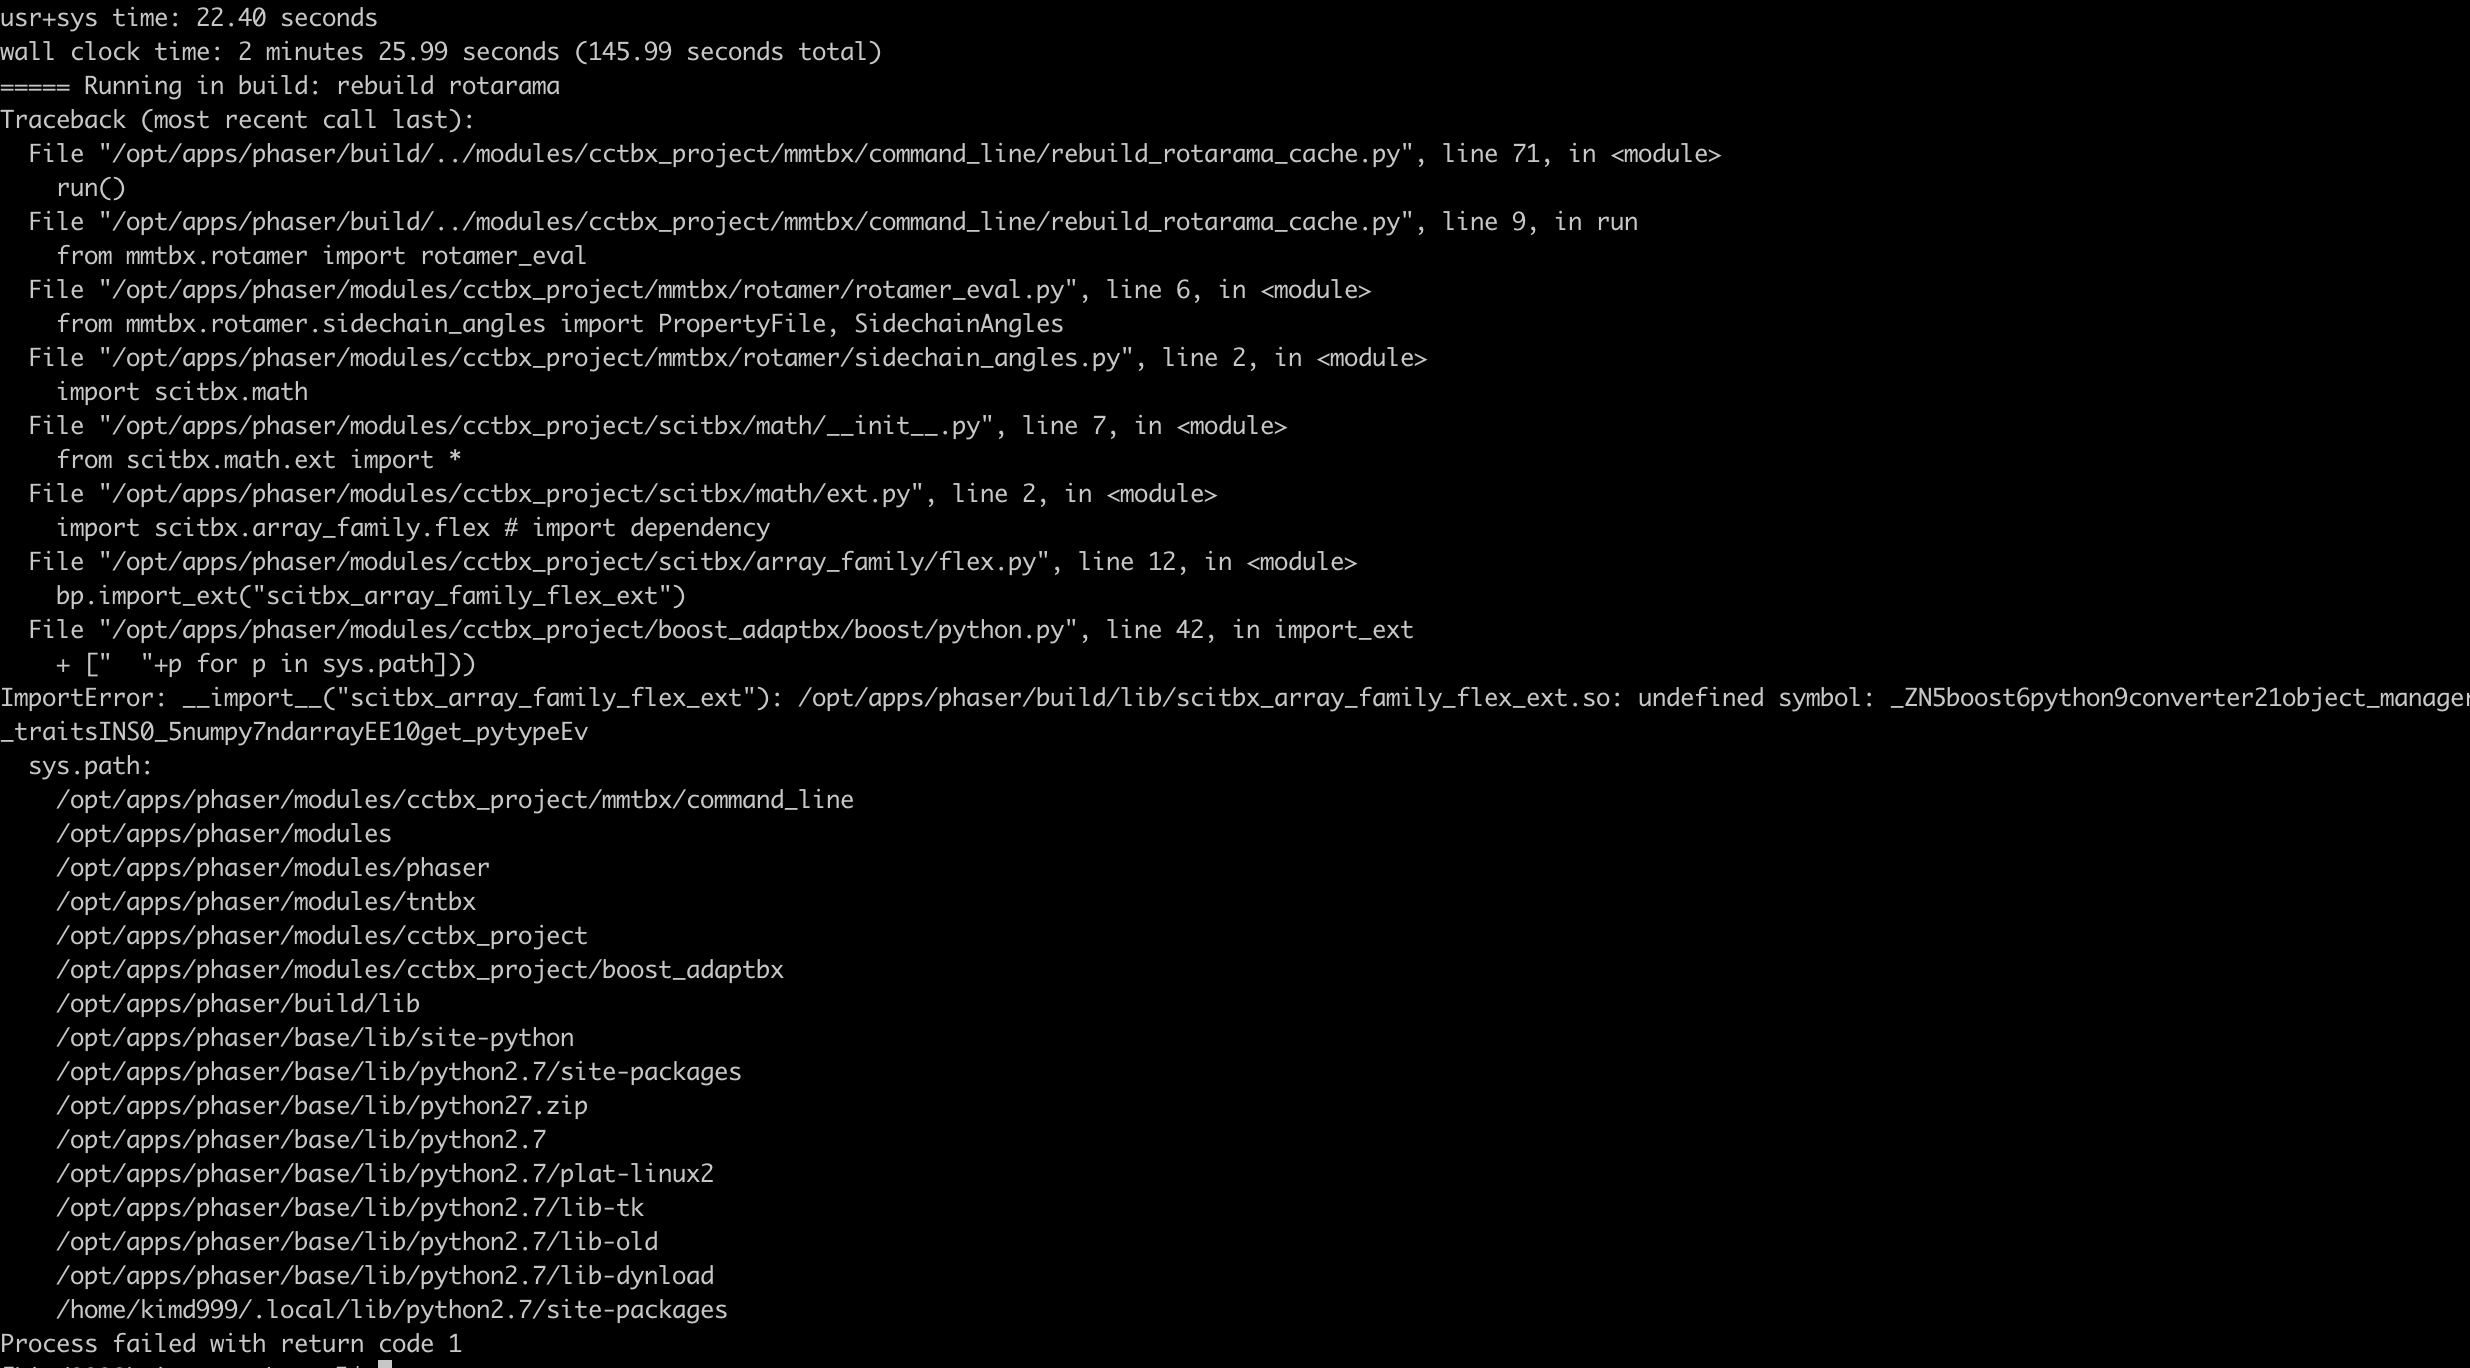 usr+sys time: 22.40 seconds
wall clock time: 2 minutes 25.99 seconds (145.99 seconds total)
===== Running in build: rebuild rotarama
Traceback (most recent call last):
  File "/opt/apps/phaser/build/../modules/cctbx_project/mmtbx/command_line/rebuild_rotarama_cache.py", line 71, in <module>
    run()
  File "/opt/apps/phaser/build/../modules/cctbx_project/mmtbx/command_line/rebuild_rotarama_cache.py", line 9, in run
    from mmtbx.rotamer import rotamer_eval
  File "/opt/apps/phaser/modules/cctbx_project/mmtbx/rotamer/rotamer_eval.py", line 6, in <module>
    from mmtbx.rotamer.sidechain_angles import PropertyFile, SidechainAngles
  File "/opt/apps/phaser/modules/cctbx_project/mmtbx/rotamer/sidechain_angles.py", line 2, in <module>
    import scitbx.math
  File "/opt/apps/phaser/modules/cctbx_project/scitbx/math/__init__.py", line 7, in <module>
    from scitbx.math.ext import *
  File "/opt/apps/phaser/modules/cctbx_project/scitbx/math/ext.py", line 2, in <module>
    import scitbx.array_family.flex # import dependency
  File "/opt/apps/phaser/modules/cctbx_project/scitbx/array_family/flex.py", line 12, in <module>
    bp.import_ext("scitbx_array_family_flex_ext")
  File "/opt/apps/phaser/modules/cctbx_project/boost_adaptbx/boost/python.py", line 42, in import_ext
    + ["  "+p for p in sys.path]))
ImportError: __import__("scitbx_array_family_flex_ext"): /opt/apps/phaser/build/lib/scitbx_array_family_flex_ext.so: undefined symbol: _ZN5boost6python9converter21object_manager
_traitsINS0_5numpy7ndarrayEE10get_pytypeEv
  sys.path:
    /opt/apps/phaser/modules/cctbx_project/mmtbx/command_line
    /opt/apps/phaser/modules
    /opt/apps/phaser/modules/phaser
    /opt/apps/phaser/modules/tntbx
    /opt/apps/phaser/modules/cctbx_project
    /opt/apps/phaser/modules/cctbx_project/boost_adaptbx
    /opt/apps/phaser/build/lib
    /opt/apps/phaser/base/lib/site-python
    /opt/apps/phaser/base/lib/python2.7/site-packages
    /opt/apps/phaser/base/lib/python27.zip
    /opt/apps/phaser/base/lib/python2.7
    /opt/apps/phaser/base/lib/python2.7/plat-linux2
    /opt/apps/phaser/base/lib/python2.7/lib-tk
    /opt/apps/phaser/base/lib/python2.7/lib-old
    /opt/apps/phaser/base/lib/python2.7/lib-dynload
    /home/kimd999/.local/lib/python2.7/site-packages
Process failed with return code 1